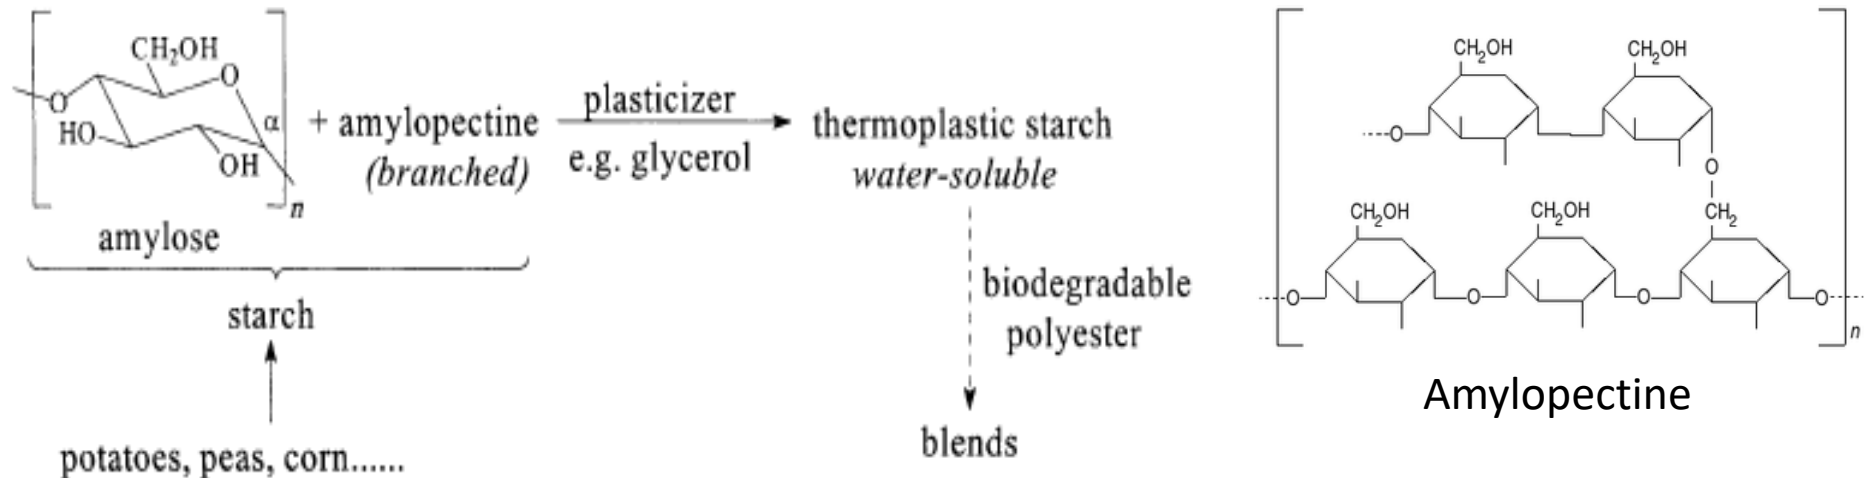 CH₂OH
O
O
HO
α
OH
n
amylose
+ amylopectine
(branched)
plasticizer
e.g. glycerol
thermoplastic starch
water-soluble
starch
potatoes, peas, corn......
biodegradable
polyester
blends
CH₂OH CH₂OH
---O
O
CH₂OH CH₂OH CH₂
---O O O O---
n
Amylopectine